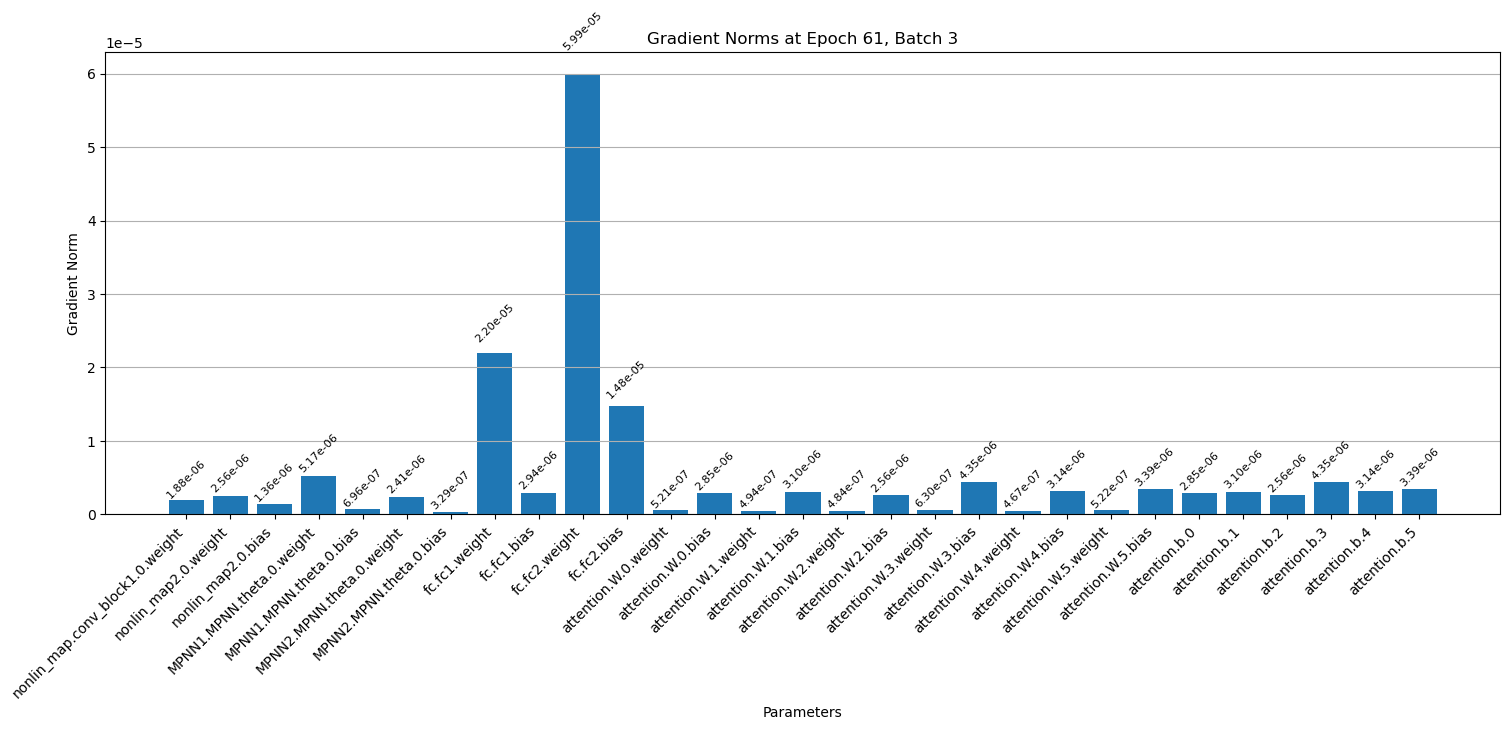 Gradient Norms at Epoch 61, Batch 3
1e−5
6
5
4
3
2
1
0
Gradient Norm
1.88e-06
2.56e-06
1.36e-06
5.17e-06
6.96e-07
2.41e-06
3.29e-07
2.20e-05
2.94e-06
5.99e-05
1.48e-05
5.21e-07
2.85e-06
4.94e-07
3.10e-06
4.84e-07
2.56e-06
6.30e-07
4.35e-06
4.67e-07
3.14e-06
5.22e-07
3.39e-06
2.85e-06
3.10e-06
2.56e-06
4.35e-06
3.14e-06
3.39e-06
nonlin_map.conv_block1.0.weight
nonlin_map2.0.weight
nonlin_map2.0.bias
MPNN1.MPNN.theta.0.weight
MPNN1.MPNN.theta.0.bias
MPNN2.MPNN.theta.0.weight
MPNN2.MPNN.theta.0.bias
fc.fc1.weight
fc.fc1.bias
fc.fc2.weight
fc.fc2.bias
attention.W.0.weight
attention.W.0.bias
attention.W.1.weight
attention.W.1.bias
attention.W.2.weight
attention.W.2.bias
attention.W.3.weight
attention.W.3.bias
attention.W.4.weight
attention.W.4.bias
attention.W.5.weight
attention.W.5.bias
attention.b.0
attention.b.1
attention.b.2
attention.b.3
attention.b.4
attention.b.5
Parameters